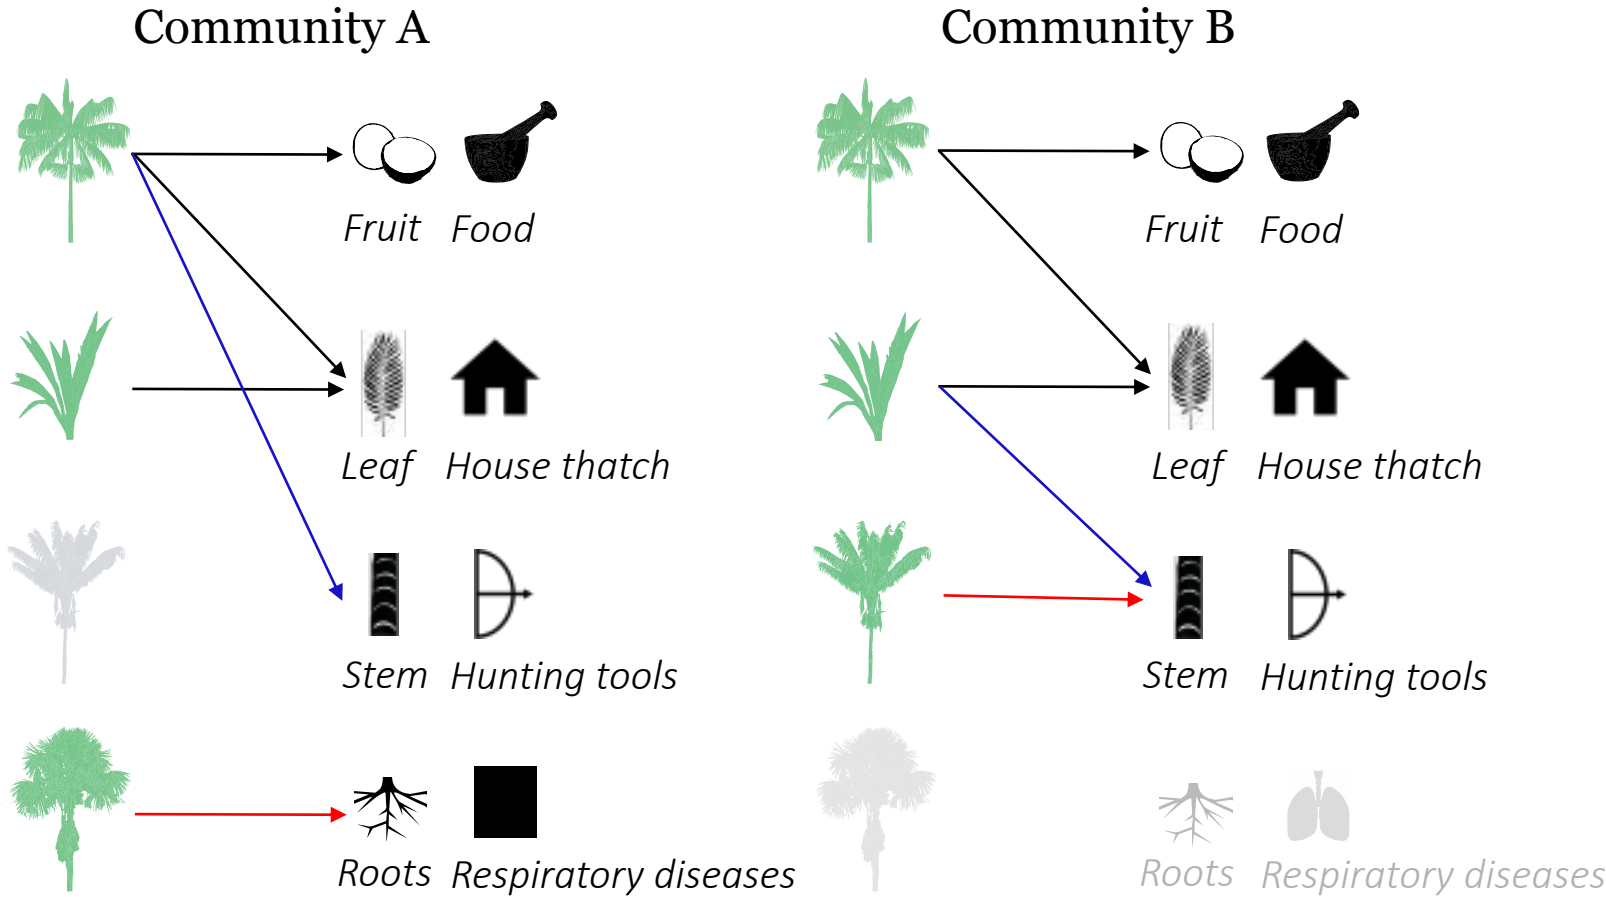 Community A
Community B
Fruit Food
Fruit Food
Leaf House thatch
Leaf House thatch
Stem Hunting tools
Stem Hunting tools
Roots Respiratory diseases
Roots Respiratory diseases